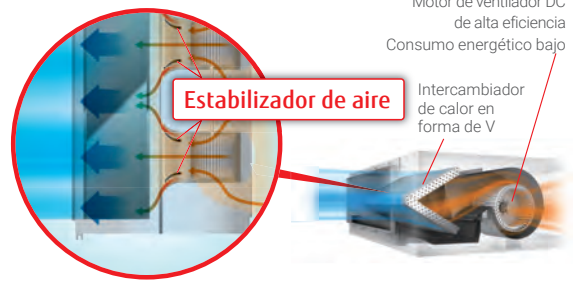 Motor de ventilador DC
de alta eficiencia
Consumo energético bajo
Estabilizador de aire
Intercambiador
de calor en
forma de V